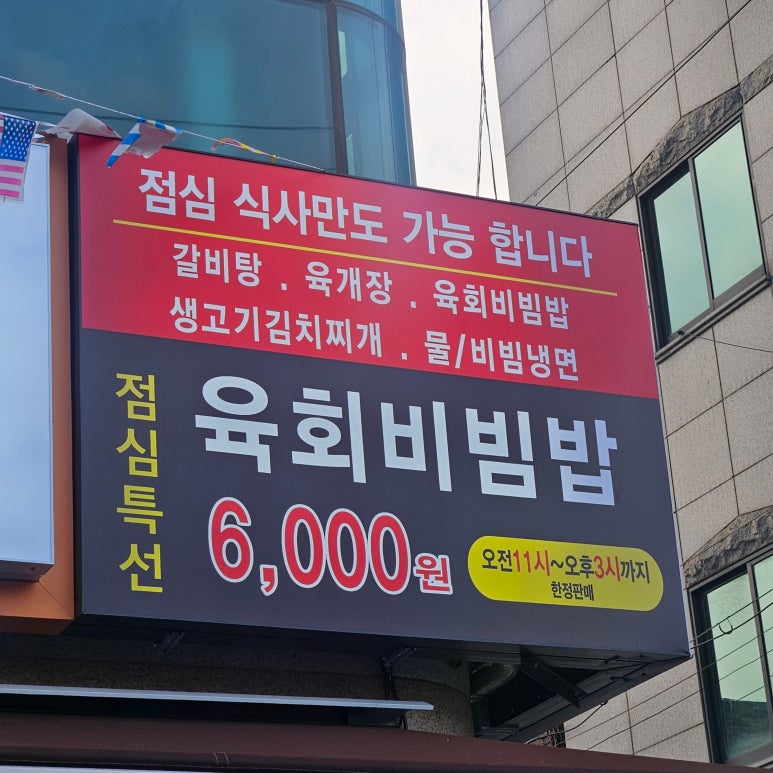 점심 식사만도 가능 합니다
갈비탕 . 육개장 . 육회비빔밥
생고기김치찌개 . 물/비빔냉면
점심특선
육회비빔밥
6,000원
오전11시~오후3시까지
한정판매